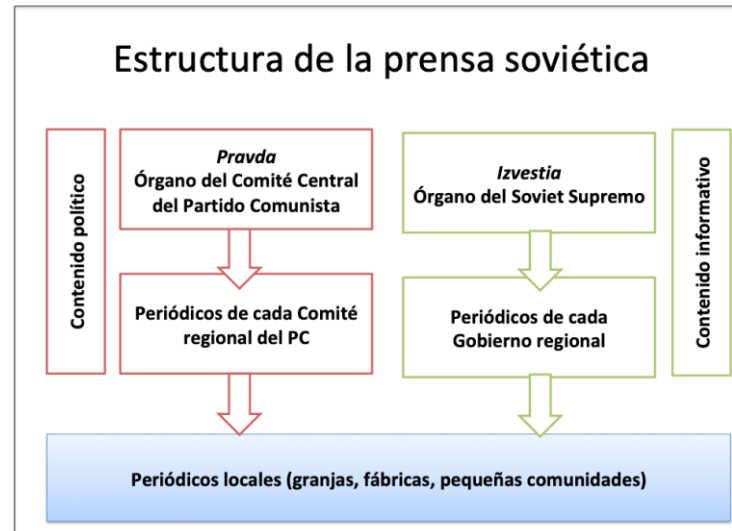 Estructura de la prensa soviética
Contenido político
Pravda
Órgano del Comité Central
del Partido Comunista
Izvestia
Órgano del Soviet Supremo
Contenido informativo
Periódicos de cada Comité
regional del PC
Periódicos de cada
Gobierno regional
Periódicos locales (granjas, fábricas, pequeñas comunidades)